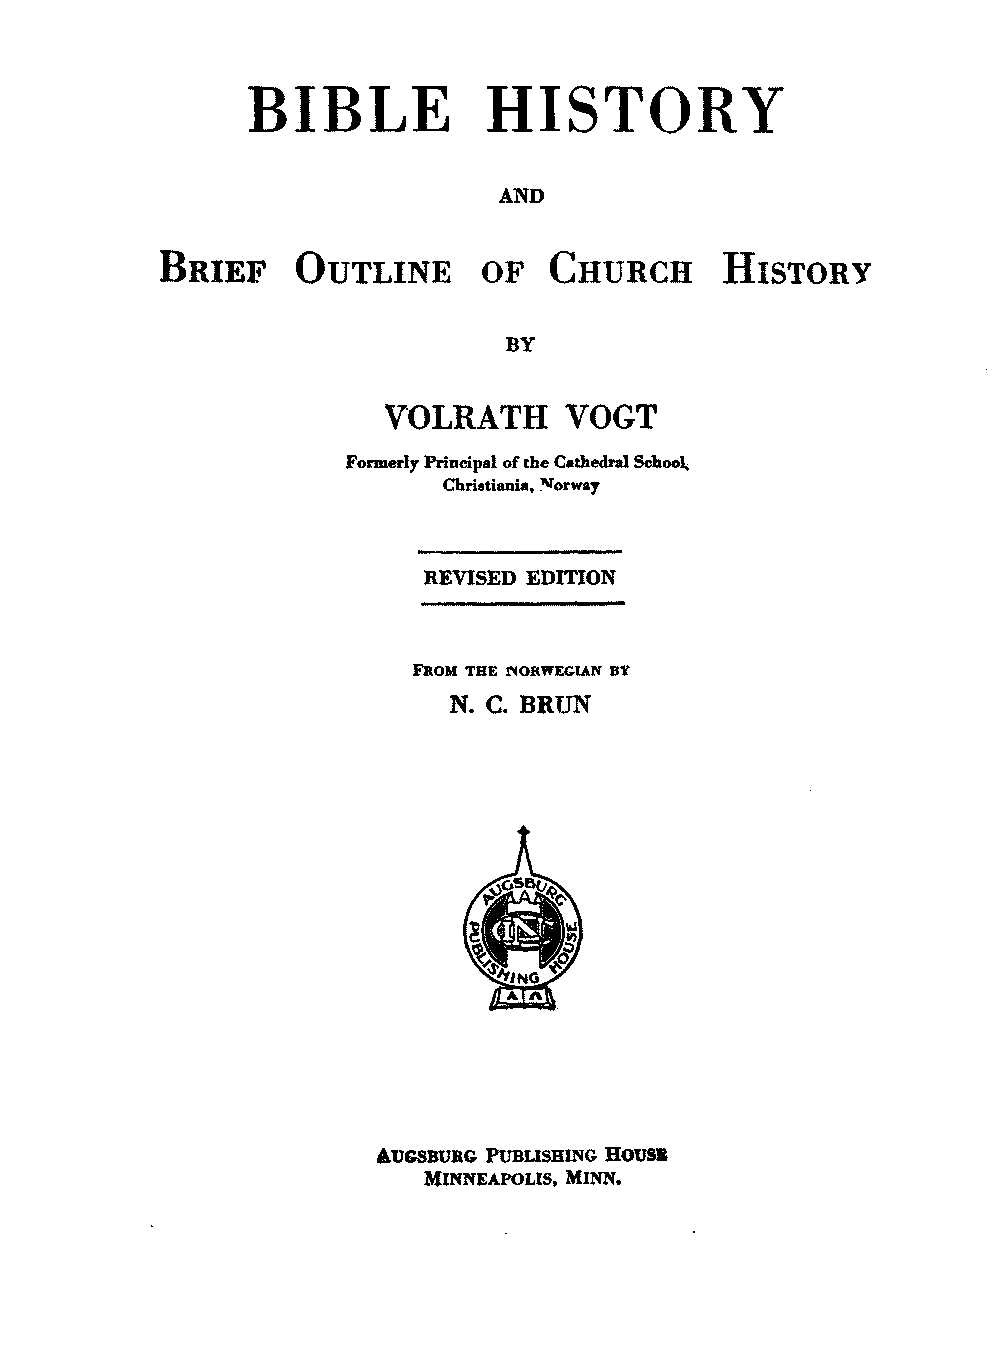 BIBLE HISTORY
AND
BRIEF OUTLINE OF CHURCH HISTORY
BY
VOLRATH VOGT
Formerly Principal of the Cathedral School,
Christiania, Norway
REVISED EDITION
FROM THE NORWEGIAN BY
N. C. BRUN
AUGSBURG
PUBLISHING HOUSE
AUGSBURG PUBLISHING HOUSE
MINNEAPOLIS, MINN.